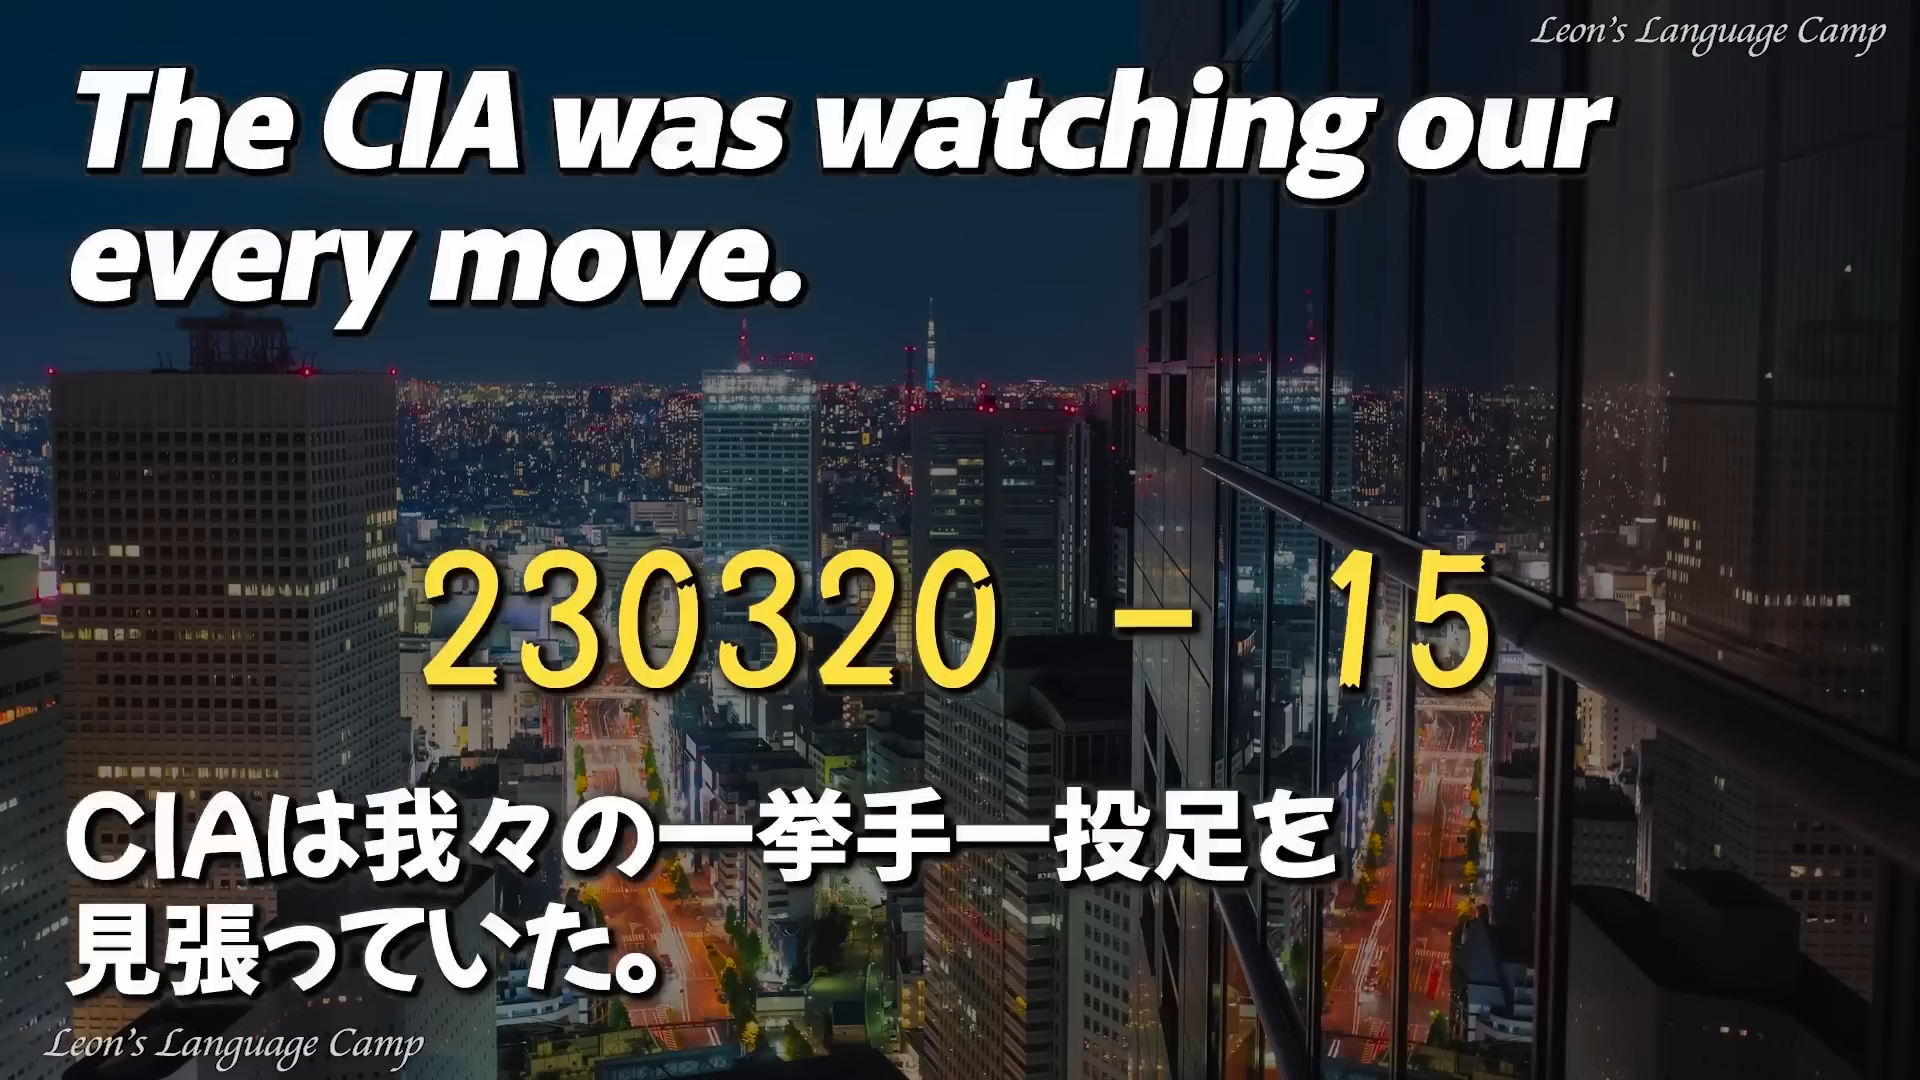 Leon's Language Camp
The CIA was watching our
every move.
230320 - 15
CIAは我々の一挙手一投足を
見張っていた。
Leon's Language Camp